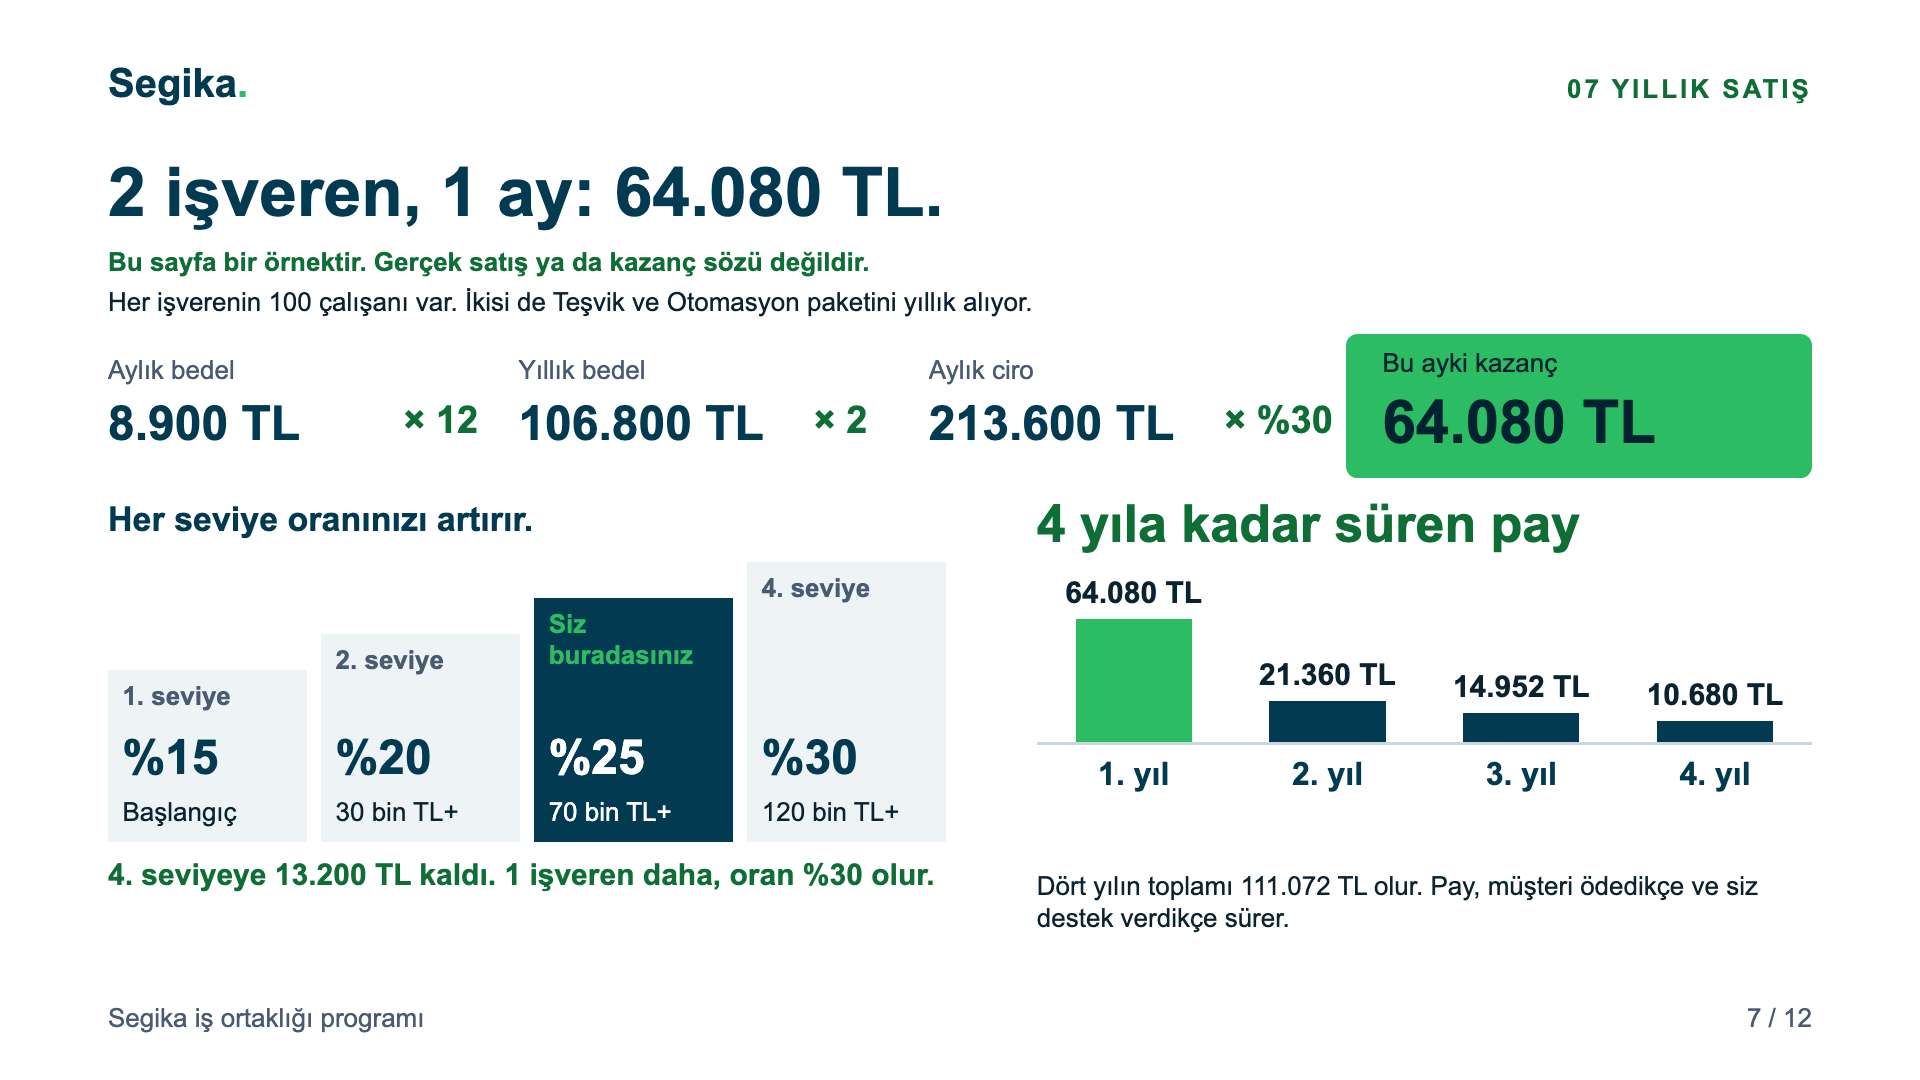 Segika.
07 YILLIK SATIŞ
2 işveren, 1 ay: 64.080 TL.
Bu sayfa bir örnektir. Gerçek satış ya da kazanç sözü değildir.
Her işverenin 100 çalışanı var. İkisi de Teşvik ve Otomasyon paketini yıllık alıyor.
Aylık bedel
8.900 TL
× 12
Yıllık bedel
106.800 TL
× 2
Aylık ciro
213.600 TL
× %30
Bu ayki kazanç
64.080 TL
Her seviye oranınızı artırır.
1. seviye
%15
Başlangıç
2. seviye
%20
30 bin TL+
Siz
buradasınız
%25
70 bin TL+
4. seviye
%30
120 bin TL+
4. seviyeye 13.200 TL kaldı. 1 işveren daha, oran %30 olur.
4 yıla kadar süren pay
64.080 TL
21.360 TL
14.952 TL
10.680 TL
1. yıl
2. yıl
3. yıl
4. yıl
Dört yılın toplamı 111.072 TL olur. Pay, müşteri ödedikçe ve siz
destek verdikçe sürer.
Segika iş ortaklığı programı
7 / 12